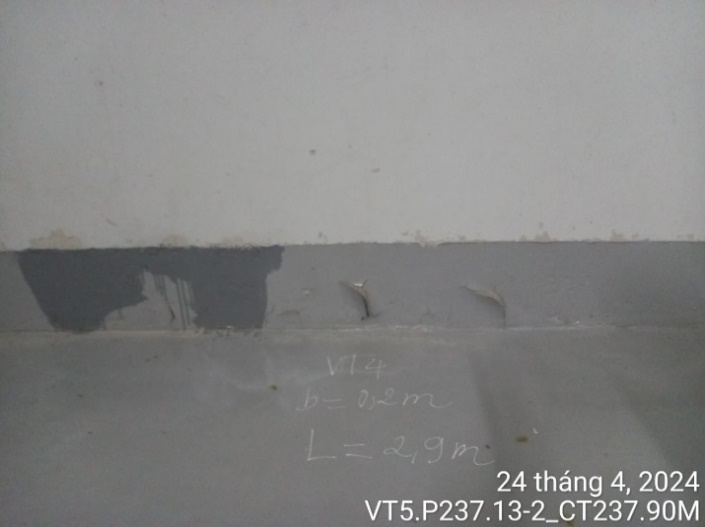 VT4
b = 0,2m
L = 2,9m
24 tháng 4, 2024
VT5.P237.13-2_CT237.90M